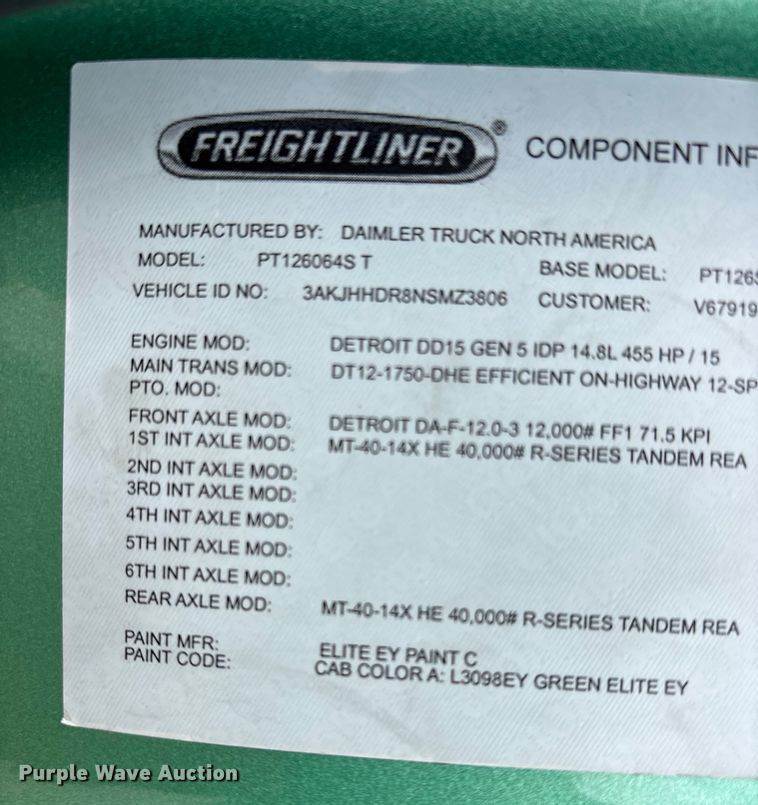 FREIGHTLINER® COMPONENT INF
MANUFACTURED BY: DAIMLER TRUCK NORTH AMERICA
MODEL: PT126064S T BASE MODEL: PT126S
VEHICLE ID NO: 3AKJHHDR8NSMZ3806 CUSTOMER: V67919
ENGINE MOD: DETROIT DD15 GEN 5 IDP 14.8L 455 HP / 15
MAIN TRANS MOD: DT12-1750-DHE EFFICIENT ON-HIGHWAY 12-SP
PTO. MOD:
FRONT AXLE MOD: DETROIT DA-F-12.0-3 12,000# FF1 71.5 KPI
1ST INT AXLE MOD: MT-40-14X HE 40,000# R-SERIES TANDEM REA
2ND INT AXLE MOD:
3RD INT AXLE MOD:
4TH INT AXLE MOD:
5TH INT AXLE MOD:
6TH INT AXLE MOD:
REAR AXLE MOD: MT-40-14X HE 40,000# R-SERIES TANDEM REA
PAINT MFR: ELITE EY PAINT C
PAINT CODE: CAB COLOR A: L3098EY GREEN ELITE EY
Purple Wave Auction